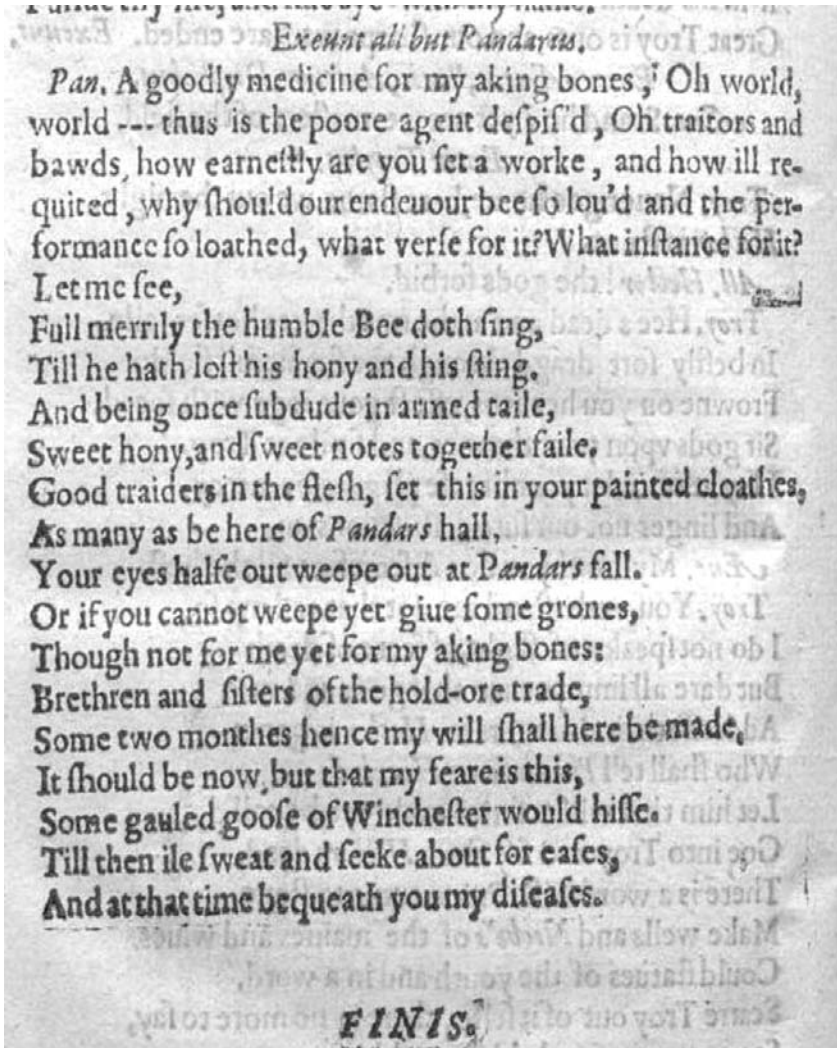 Exeunt all but Pandarus.
Pan. A goodly medicine for my aking bones, Oh world,
world --- thus is the poore agent deſpiſ'd, Oh traitors and
bawds, how earneſtly are you ſet a worke, and how ill re-
quited, why ſhould our endeuour bee ſo lou'd and the per-
formance ſo loathed, what verſe for it? What inſtance for it?
Let me ſee,
Full merrily the humble Bee doth ſing,
Till he hath loſt his hony and his ſting.
And being once ſubdude in armed taile,
Sweet hony, and ſweet notes together faile.
Good traiders in the fleſh, ſet this in your painted cloathes,
As many as be here of Pandars hall,
Your eyes halfe out weepe out at Pandars fall.
Or if you cannot weepe yet giue ſome grones,
Though not for me yet for my aking bones:
Brethren and ſiſters of the hold-ore trade,
Some two monthes hence my will ſhall here be made,
It ſhould be now, but that my feare is this,
Some gauled gooſe of Wincheſter would hiſſe.
Till then ile ſweat and ſeeke about for eaſes,
And at that time bequeath you my diſeaſes.
FINIS.